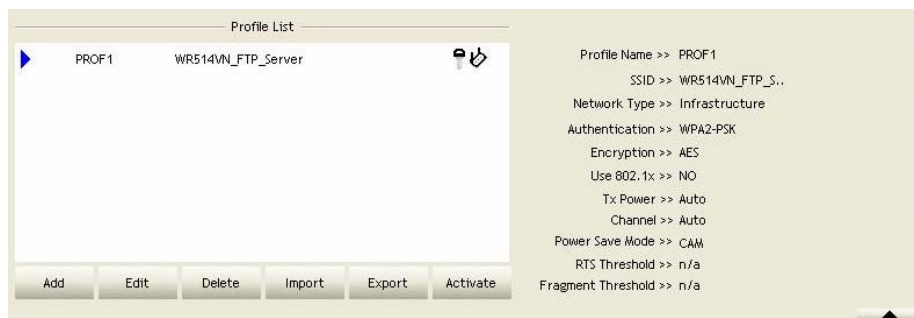 Profile List
PROF1 WR514VN_FTP_Server
Add Edit Delete Import Export Activate
Profile Name >> PROF1
SSID >> WR514VN_FTP_S..
Network Type >> Infrastructure
Authentication >> WPA2-PSK
Encryption >> AES
Use 802.1x >> NO
Tx Power >> Auto
Channel >> Auto
Power Save Mode >> CAM
RTS Threshold >> n/a
Fragment Threshold >> n/a